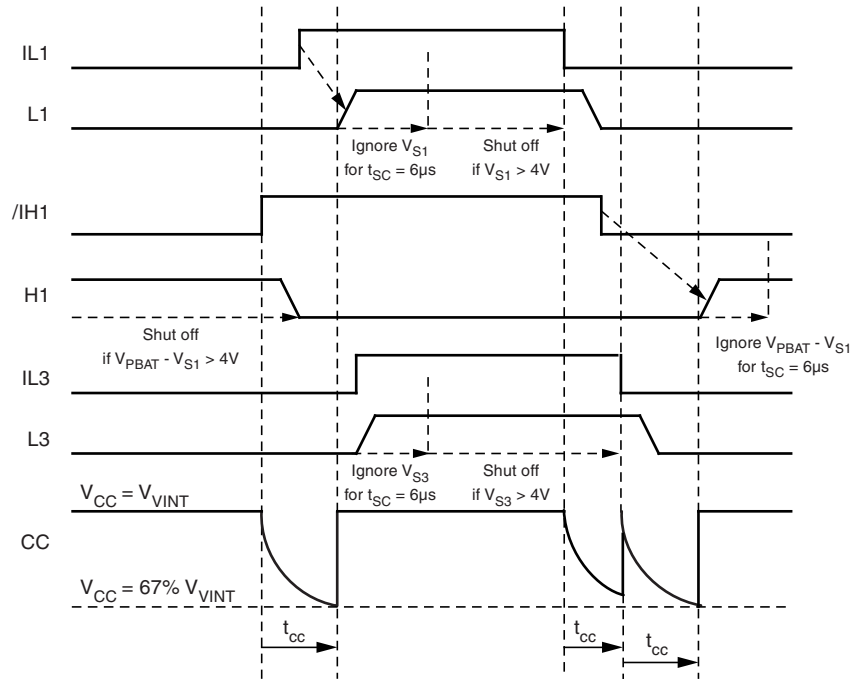 IL1
L1
Ignore VS1
for tSC = 6µs
Shut off
if VS1 > 4V
/IH1
H1
Shut off
if VPBAT - VS1 > 4V
Ignore VPBAT - VS1
for tSC = 6µs
IL3
L3
Ignore VS3
for tSC = 6µs
Shut off
if VS3 > 4V
VCC = VVINT
CC
VCC = 67% VVINT
tcc
tcc
tcc